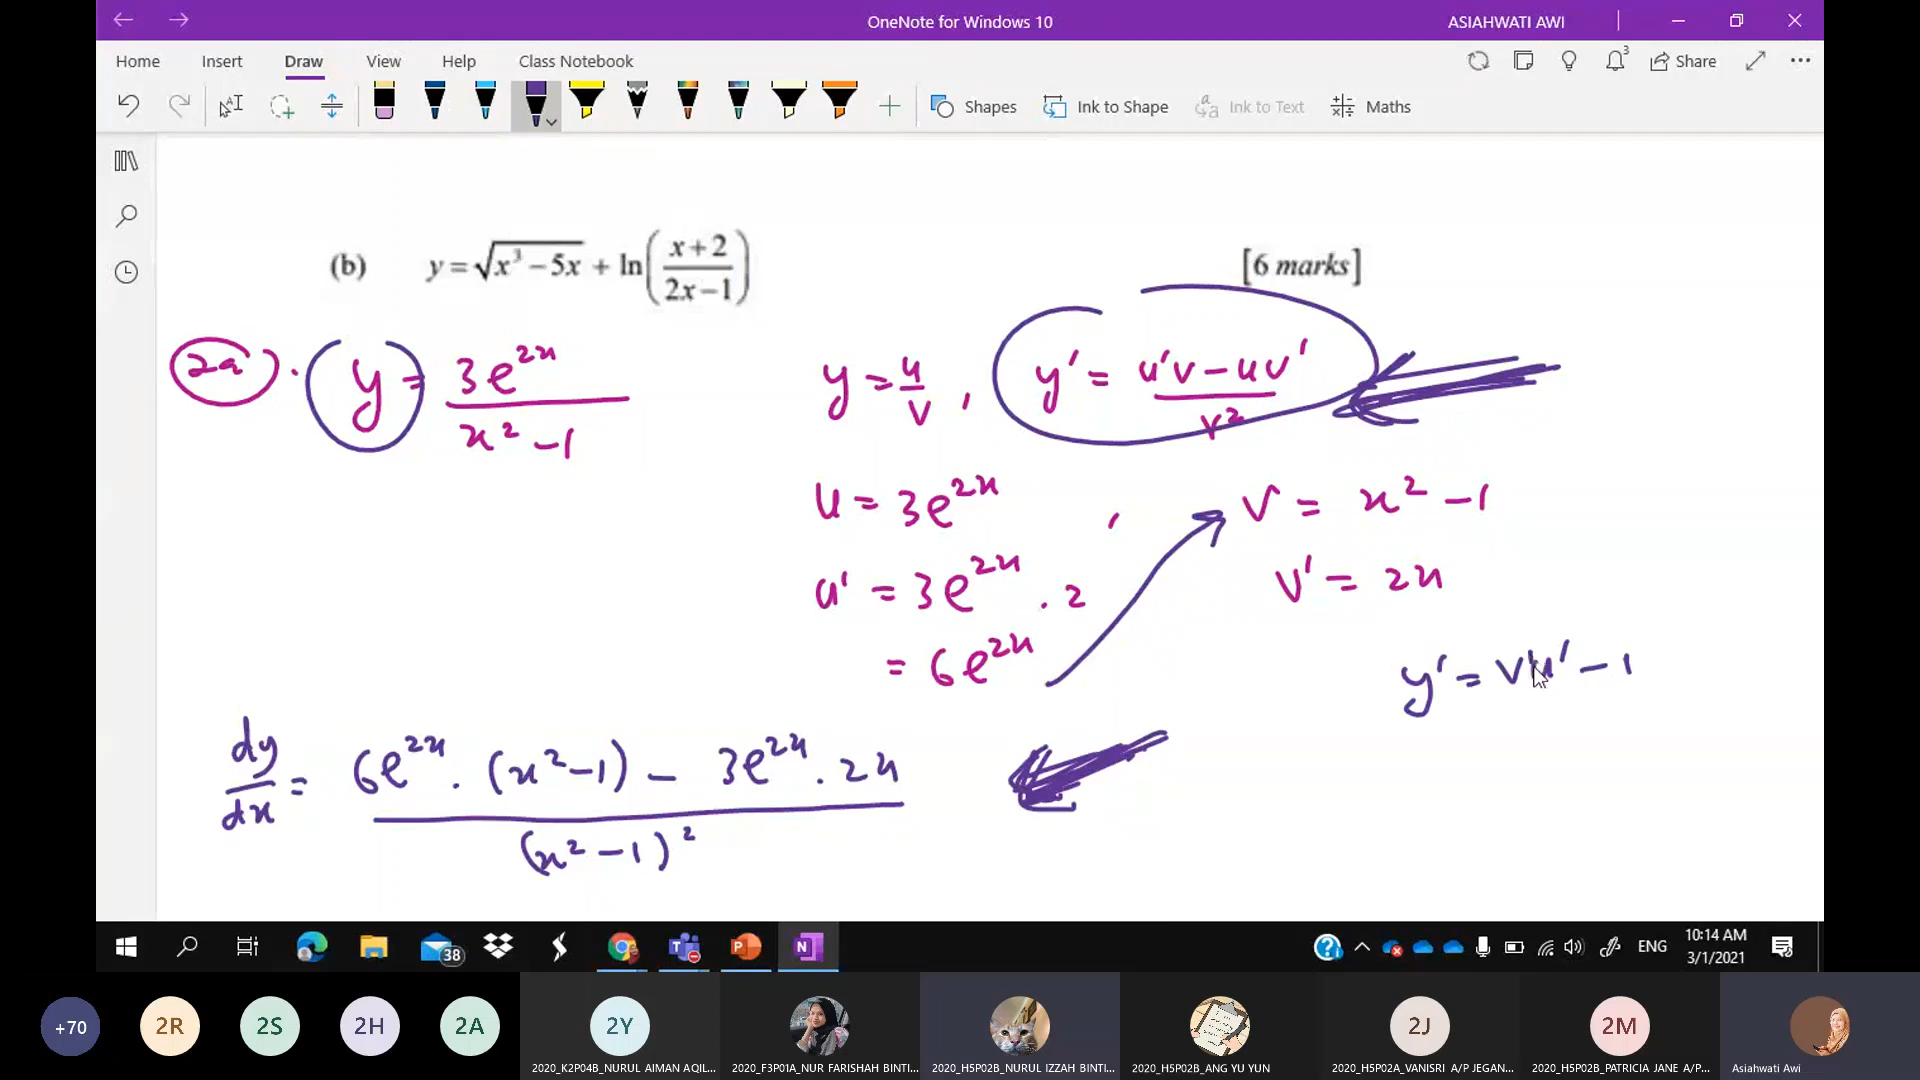 OneNote for Windows 10
ASIAHWATI AWI
Home Insert Draw View Help Class Notebook
3 Share
Shapes Ink to Shape Ink to Text Maths
(b) y = √(x³ − 5x) + ln((x+2)/(2x−1)) [6 marks]
2a. y = 3e^(2x)/(x² − 1)
y = u/v , y' = (u'v − uv')/v²
u = 3e^(2x) , v = x² − 1
u' = 3e^(2x) . 2 v' = 2x
= 6e^(2x)
y' = vu' − 1
dy/dx = (6e^(2x) . (x² − 1) − 3e^(2x) . 2x)/(x² − 1)²
38
ENG
10:14 AM
3/1/2021
+70 2R 2S 2H 2A 2Y 2J 2M
2020_K2P04B_NURUL AIMAN AQIL...
2020_F3P01A_NUR FARISHAH BINTI...
2020_H5P02B_NURUL IZZAH BINTI...
2020_H5P02B_ANG YU YUN
2020_H5P02A_VANISRI A/P JEGAN...
2020_H5P02B_PATRICIA JANE A/P...
Asiahwati Awi